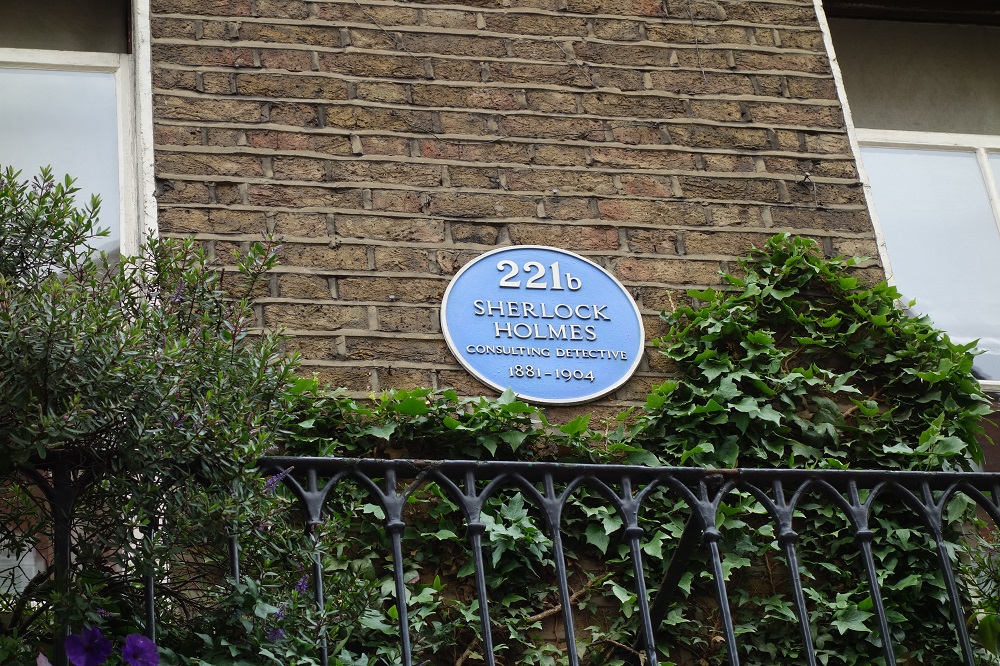 221b
SHERLOCK
HOLMES
CONSULTING DETECTIVE
1881-1904